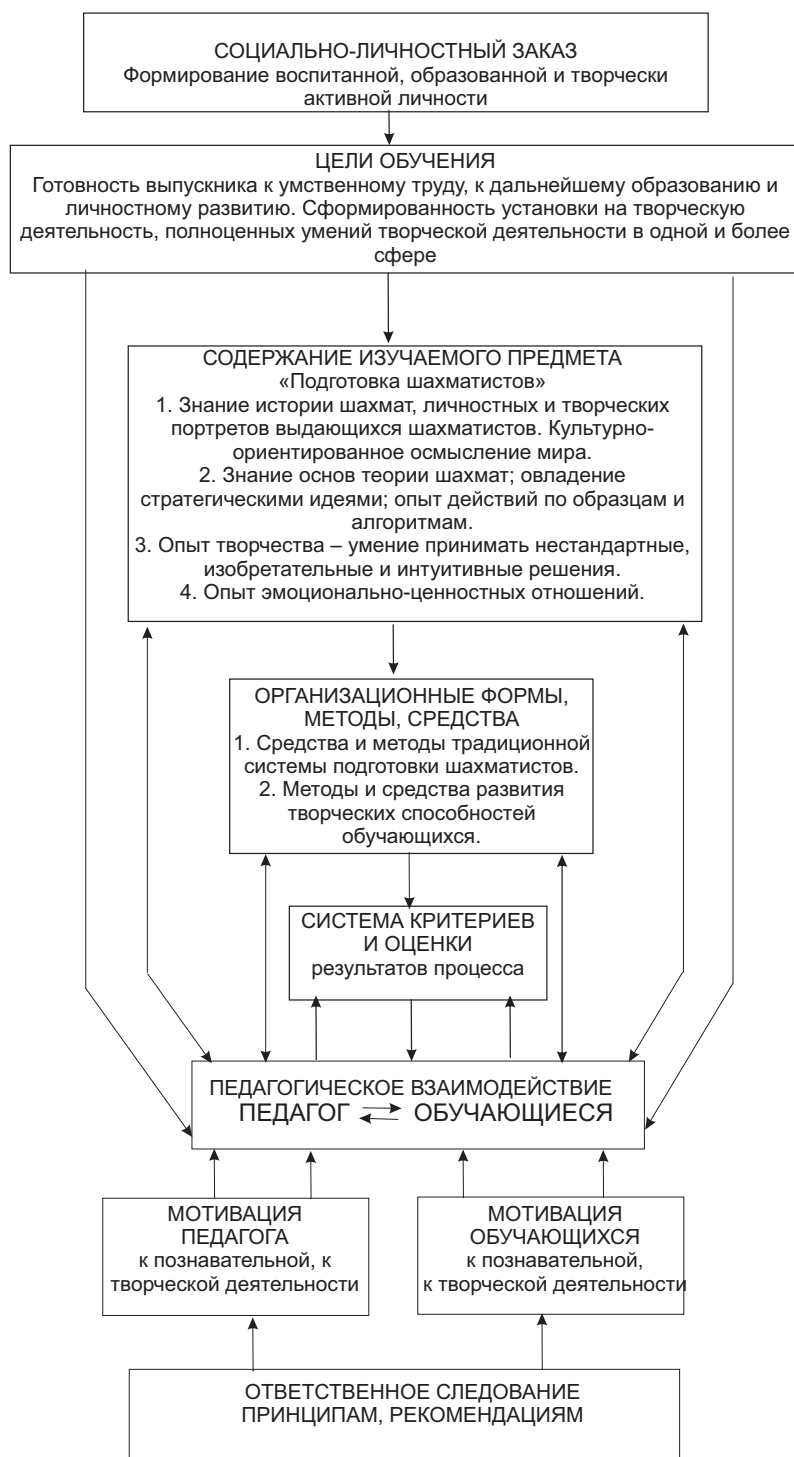 СОЦИАЛЬНО-ЛИЧНОСТНЫЙ ЗАКАЗ
Формирование воспитанной, образованной и творчески
активной личности
ЦЕЛИ ОБУЧЕНИЯ
Готовность выпускника к умственному труду, к дальнейшему образованию и
личностному развитию. Сформированность установки на творческую
деятельность, полноценных умений творческой деятельности в одной и более
сфере
СОДЕРЖАНИЕ ИЗУЧАЕМОГО ПРЕДМЕТА
«Подготовка шахматистов»
1. Знание истории шахмат, личностных и творческих
портретов выдающихся шахматистов. Культурно-
ориентированное осмысление мира.
2. Знание основ теории шахмат; овладение
стратегическими идеями; опыт действий по образцам и
алгоритмам.
3. Опыт творчества – умение принимать нестандартные,
изобретательные и интуитивные решения.
4. Опыт эмоционально-ценностных отношений.
ОРГАНИЗАЦИОННЫЕ ФОРМЫ,
МЕТОДЫ, СРЕДСТВА
1. Средства и методы традиционной
системы подготовки шахматистов.
2. Методы и средства развития
творческих способностей
обучающихся.
СИСТЕМА КРИТЕРИЕВ
И ОЦЕНКИ
результатов процесса
ПЕДАГОГИЧЕСКОЕ ВЗАИМОДЕЙСТВИЕ
ПЕДАГОГ ⇄ ОБУЧАЮЩИЕСЯ
МОТИВАЦИЯ
ПЕДАГОГА
к познавательной, к
творческой деятельности
МОТИВАЦИЯ
ОБУЧАЮЩИХСЯ
к познавательной,
к творческой деятельности
ОТВЕТСТВЕННОЕ СЛЕДОВАНИЕ
ПРИНЦИПАМ, РЕКОМЕНДАЦИЯМ